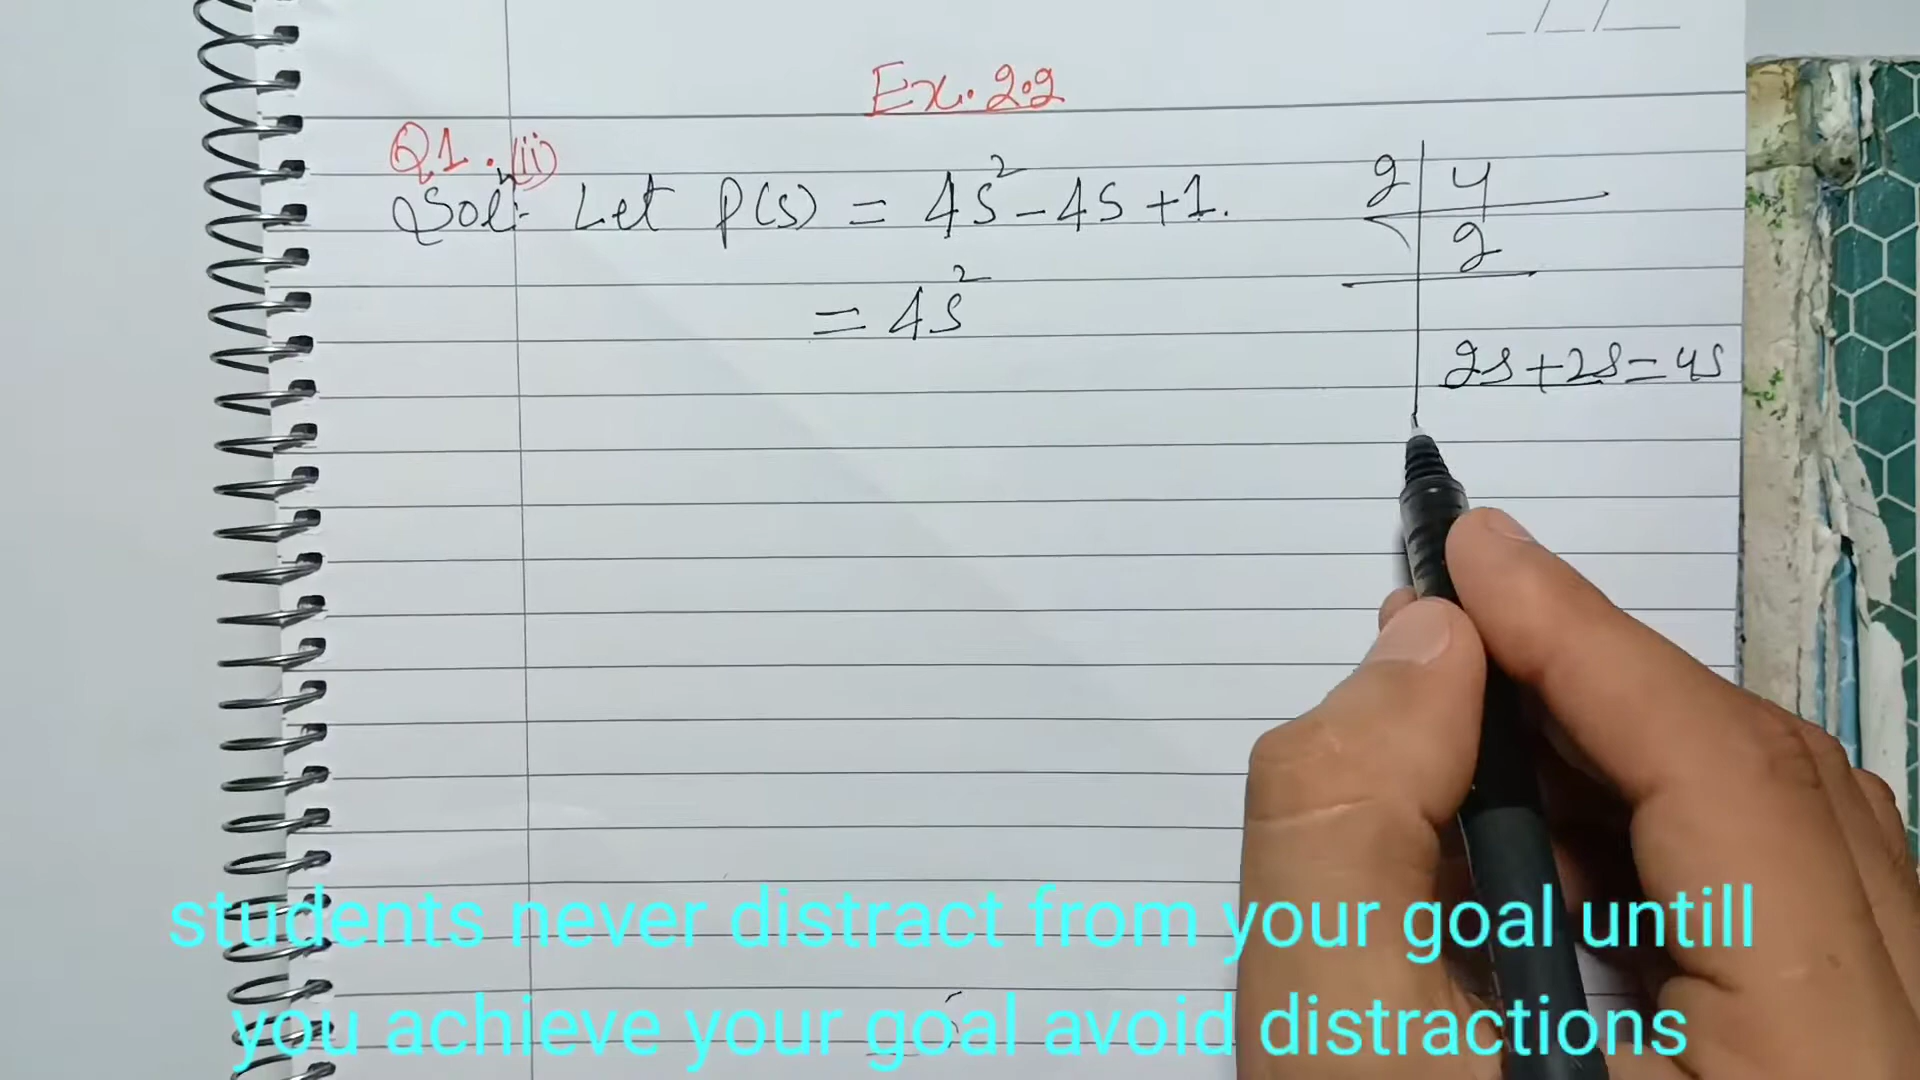 Ex. 2.2
Q1. (ii)
Sol:- Let P(s) = 4s² - 4s + 1.
= 4s²
2 | 4
2
2s + 2s = 4s
students never distract from your goal untill
you achieve your goal avoid distractions